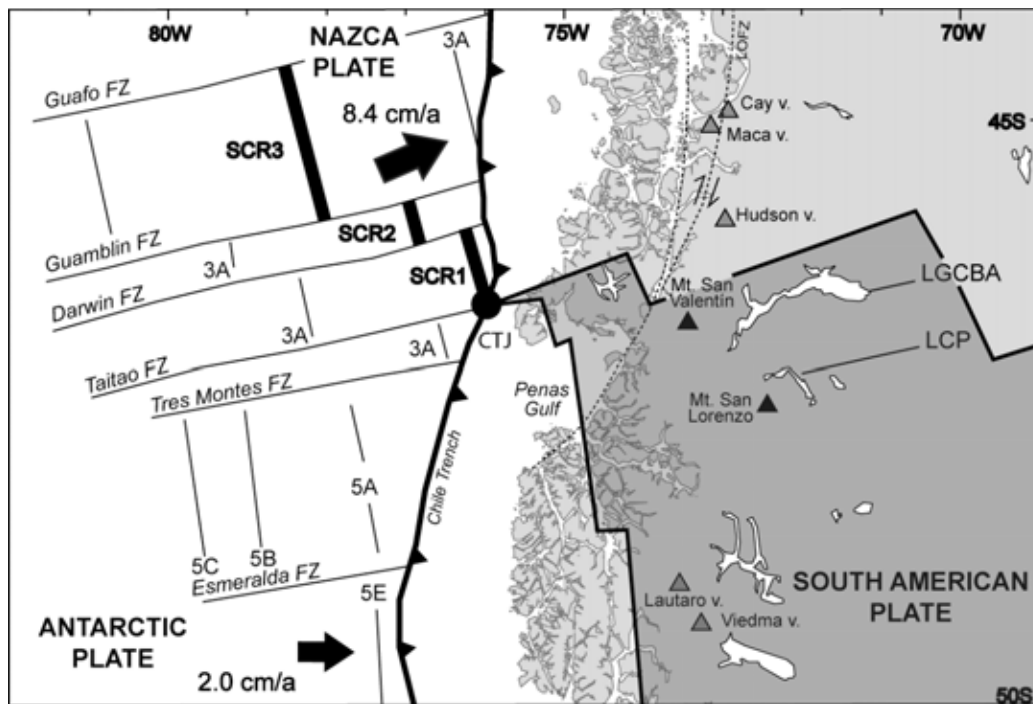 80W
75W
70W
NAZCA
PLATE
3A
LOFZ
Guafo FZ
8.4 cm/a
Cay v.
Maca v.
45S
SCR3
Hudson v.
Guamblin FZ
SCR2
3A
SCR1
LGCBA
Darwin FZ
Mt. San
Valentin
3A
CTJ
3A
LCP
Taitao FZ
Tres Montes FZ
Penas
Gulf
Mt. San
Lorenzo
Chile Trench
5A
5C
5B
Esmeralda FZ
5E
Lautaro v.
SOUTH AMERICAN
PLATE
Viedma v.
ANTARCTIC
PLATE
2.0 cm/a
50S